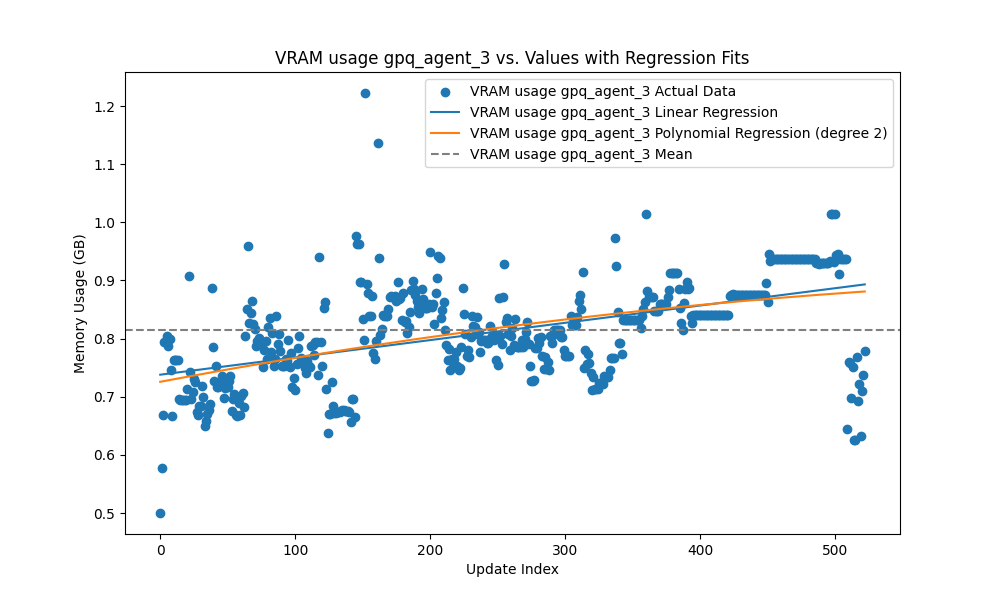 VRAM usage gpq_agent_3 vs. Values with Regression Fits
VRAM usage gpq_agent_3 Actual Data
VRAM usage gpq_agent_3 Linear Regression
VRAM usage gpq_agent_3 Polynomial Regression (degree 2)
VRAM usage gpq_agent_3 Mean
Memory Usage (GB)
1.2
1.1
1.0
0.9
0.8
0.7
0.6
0.5
0
100
200
300
400
500
Update Index